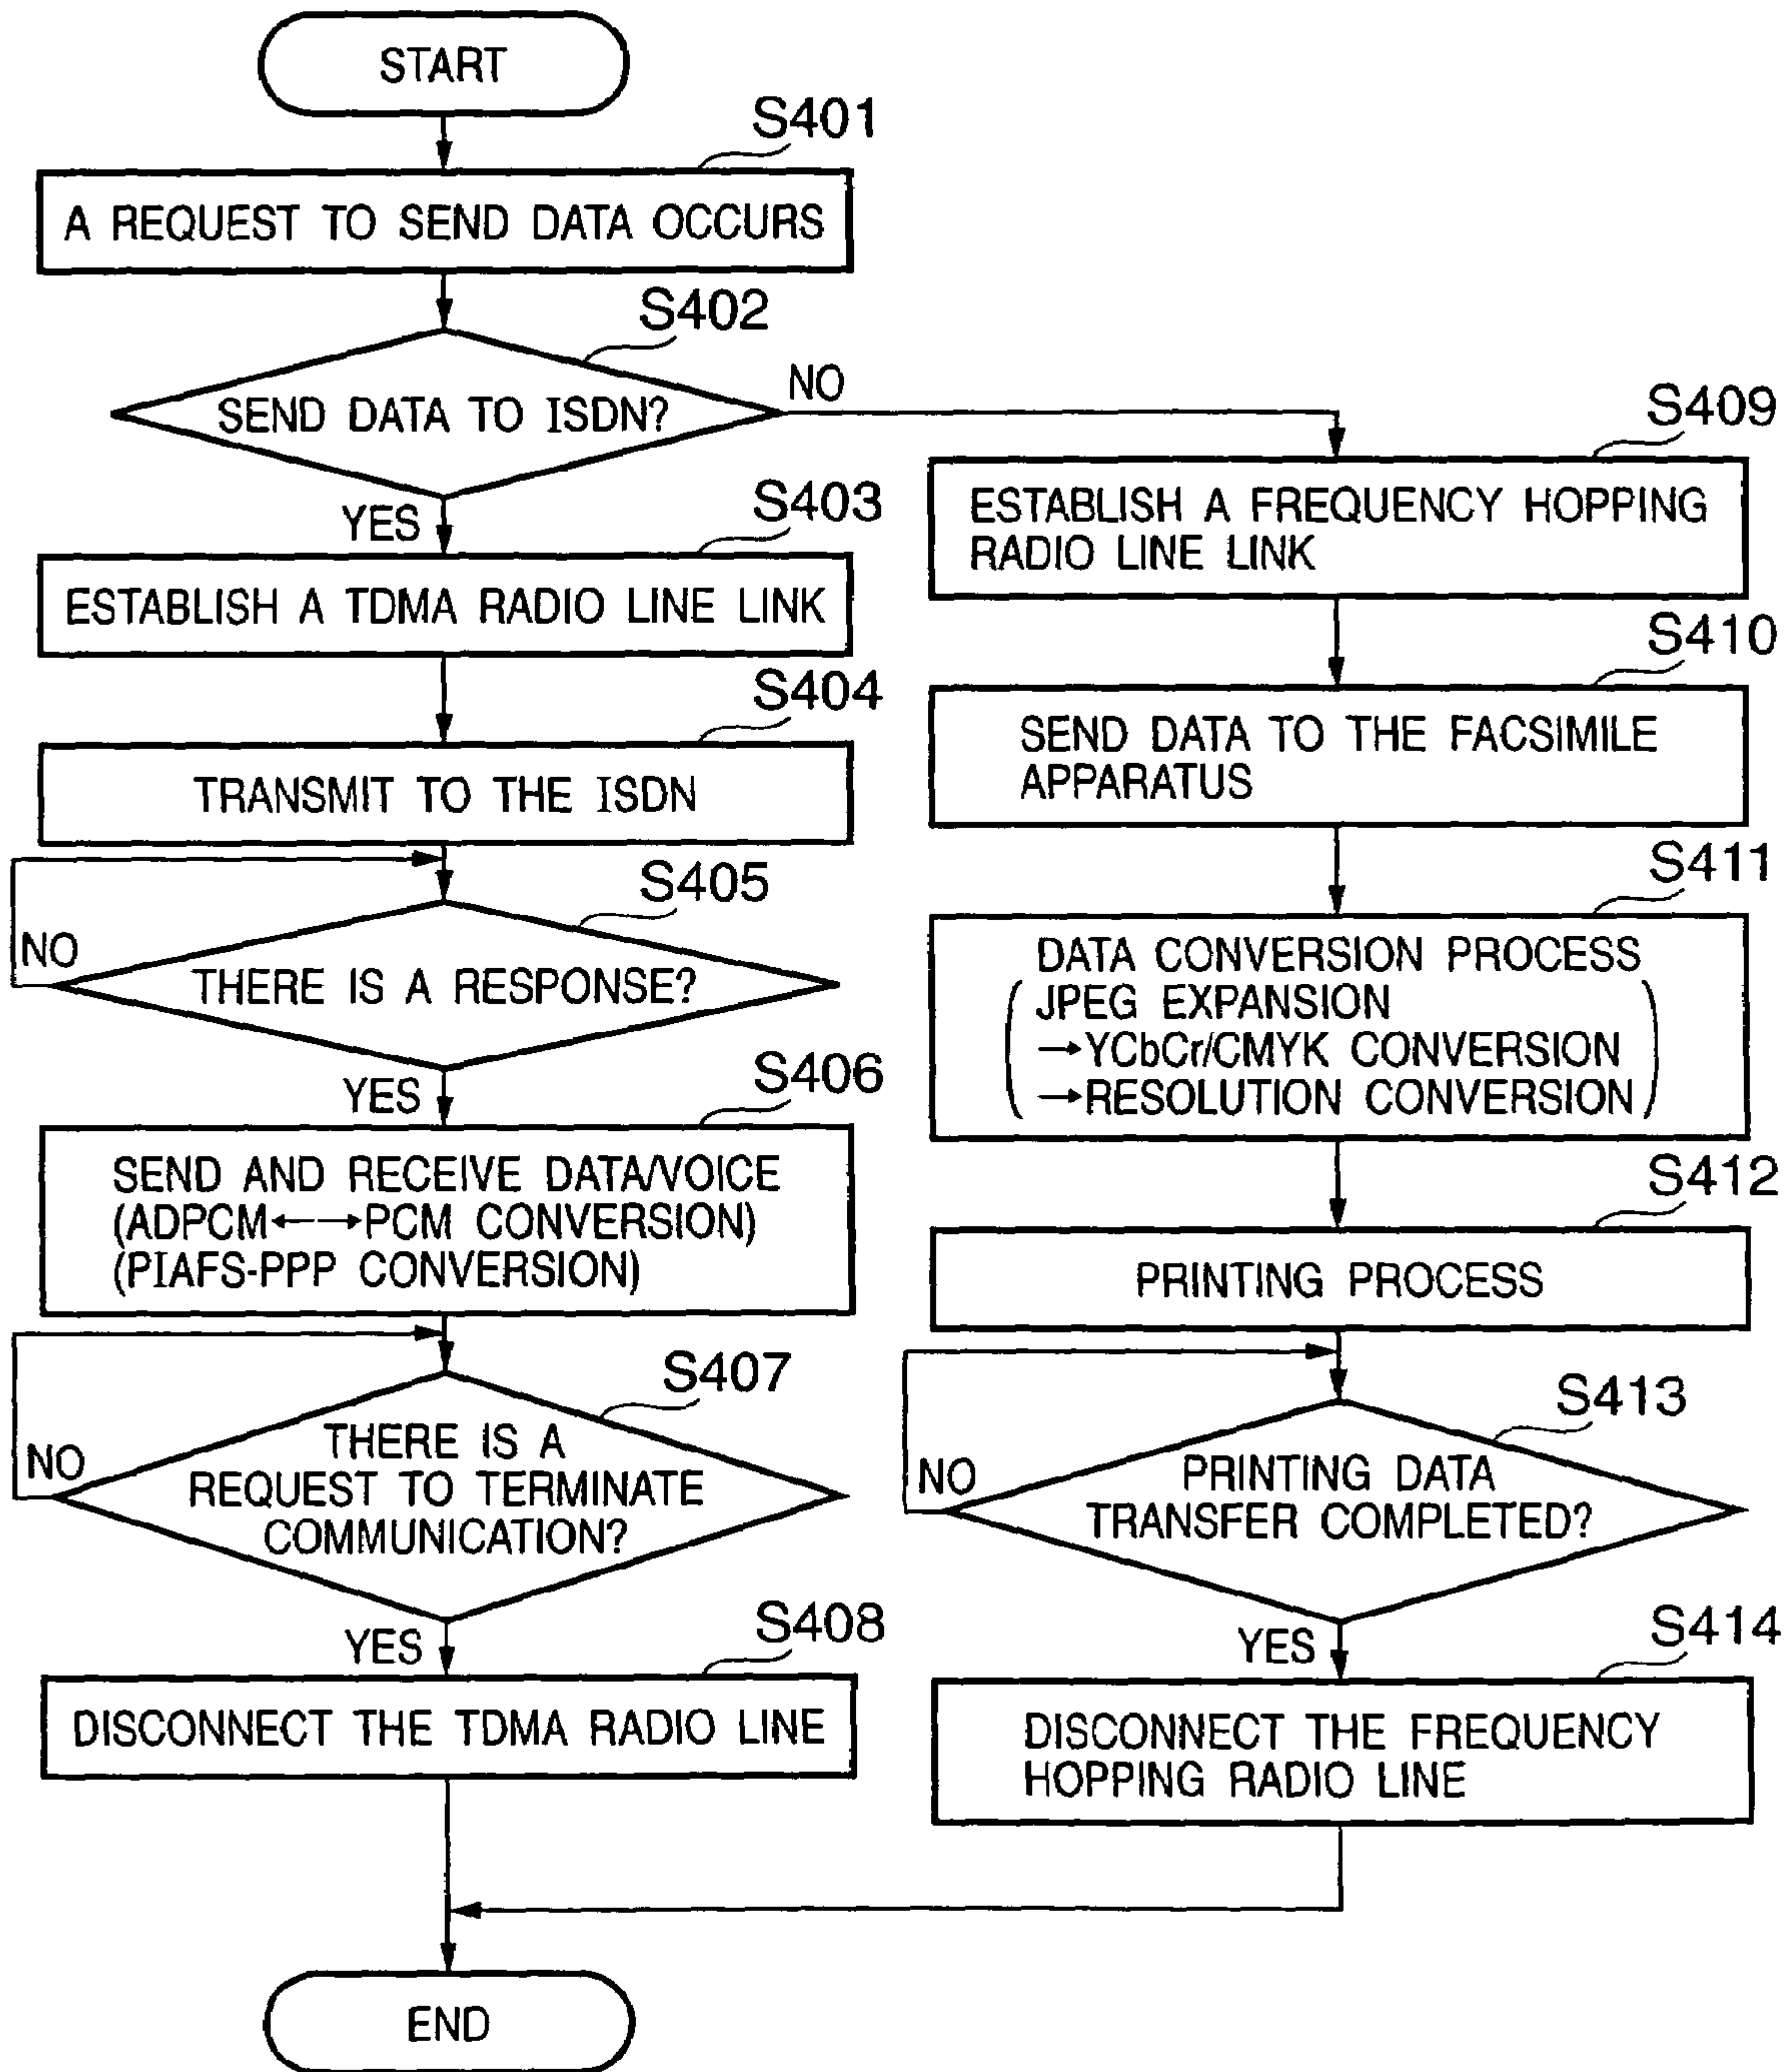 START
S401
A REQUEST TO SEND DATA OCCURS
S402
SEND DATA TO ISDN?
NO
YES
S403
ESTABLISH A TDMA RADIO LINE LINK
S404
TRANSMIT TO THE ISDN
S405
NO
THERE IS A RESPONSE?
YES
S406
SEND AND RECEIVE DATA/VOICE
(ADPCM←→PCM CONVERSION)
(PIAFS-PPP CONVERSION)
S407
NO
THERE IS A
REQUEST TO TERMINATE
COMMUNICATION?
YES
S408
DISCONNECT THE TDMA RADIO LINE
S409
ESTABLISH A FREQUENCY HOPPING
RADIO LINE LINK
S410
SEND DATA TO THE FACSIMILE
APPARATUS
S411
DATA CONVERSION PROCESS
(JPEG EXPANSION
→YCbCr/CMYK CONVERSION
→RESOLUTION CONVERSION)
S412
PRINTING PROCESS
S413
NO
PRINTING DATA
TRANSFER COMPLETED?
YES
S414
DISCONNECT THE FREQUENCY
HOPPING RADIO LINE
END